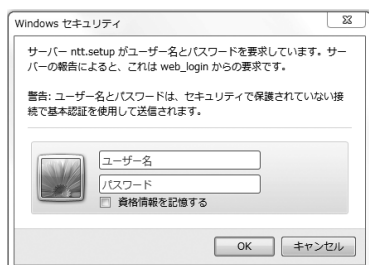 Windows セキュリティ
サーバー ntt.setup がユーザー名とパスワードを要求しています。サー
バーの報告によると、これは web_login からの要求です。
警告: ユーザー名とパスワードは、セキュリティで保護されていない接
続で基本認証を使用して送信されます。
ユーザー名
パスワード
資格情報を記憶する
OK キャンセル